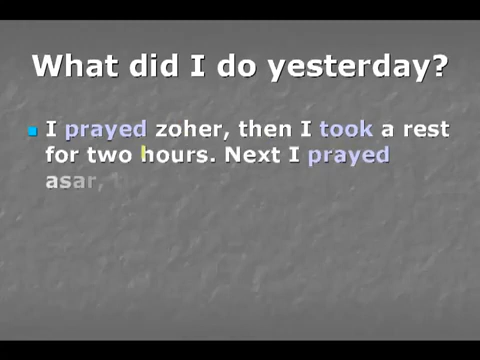 What did I do yesterday?
I prayed zoher, then I took a rest
for two hours. Next I prayed
asar,